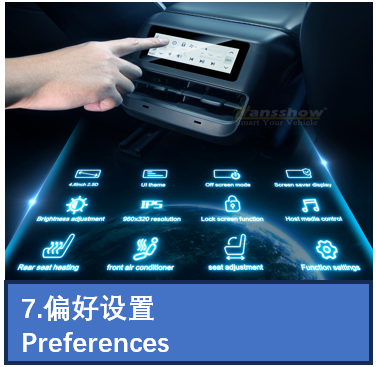 Hansshow
Smart Your Vehicle
4.6inch 2.5D
UI theme
Off screen mode
Screen saver display
IPS
Brightness adjustment
960x320 resolution
Lock screen function
Host media control
Rear seat heating
front air conditioner
seat adjustment
Function settings
7.偏好设置
Preferences